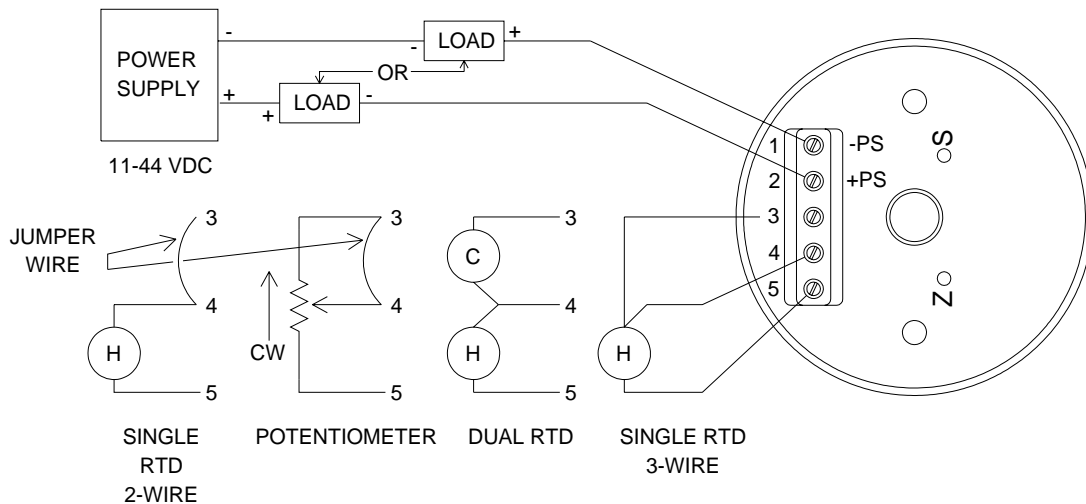 POWER
SUPPLY
-
+
11-44 VDC
-
LOAD
+
OR
+
LOAD
-
1
-PS
2
+PS
3
4
5
S
Z
JUMPER
WIRE
3
4
H
5
SINGLE
RTD
2-WIRE
3
4
CW
5
POTENTIOMETER
3
C
4
H
5
DUAL RTD
H
SINGLE RTD
3-WIRE